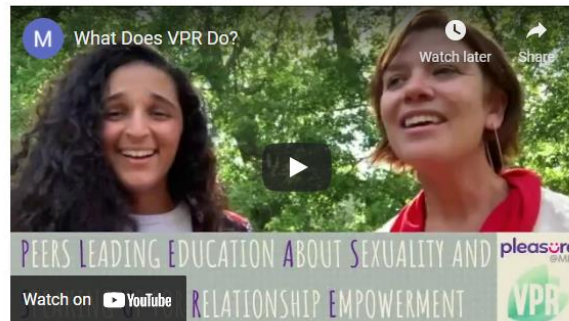 M What Does VPR Do?
Watch later Share
PEERS LEADING EDUCATION ABOUT SEXUALITY AND
pleasure
RELATIONSHIP EMPOWERMENT
VPR
Watch on YouTube